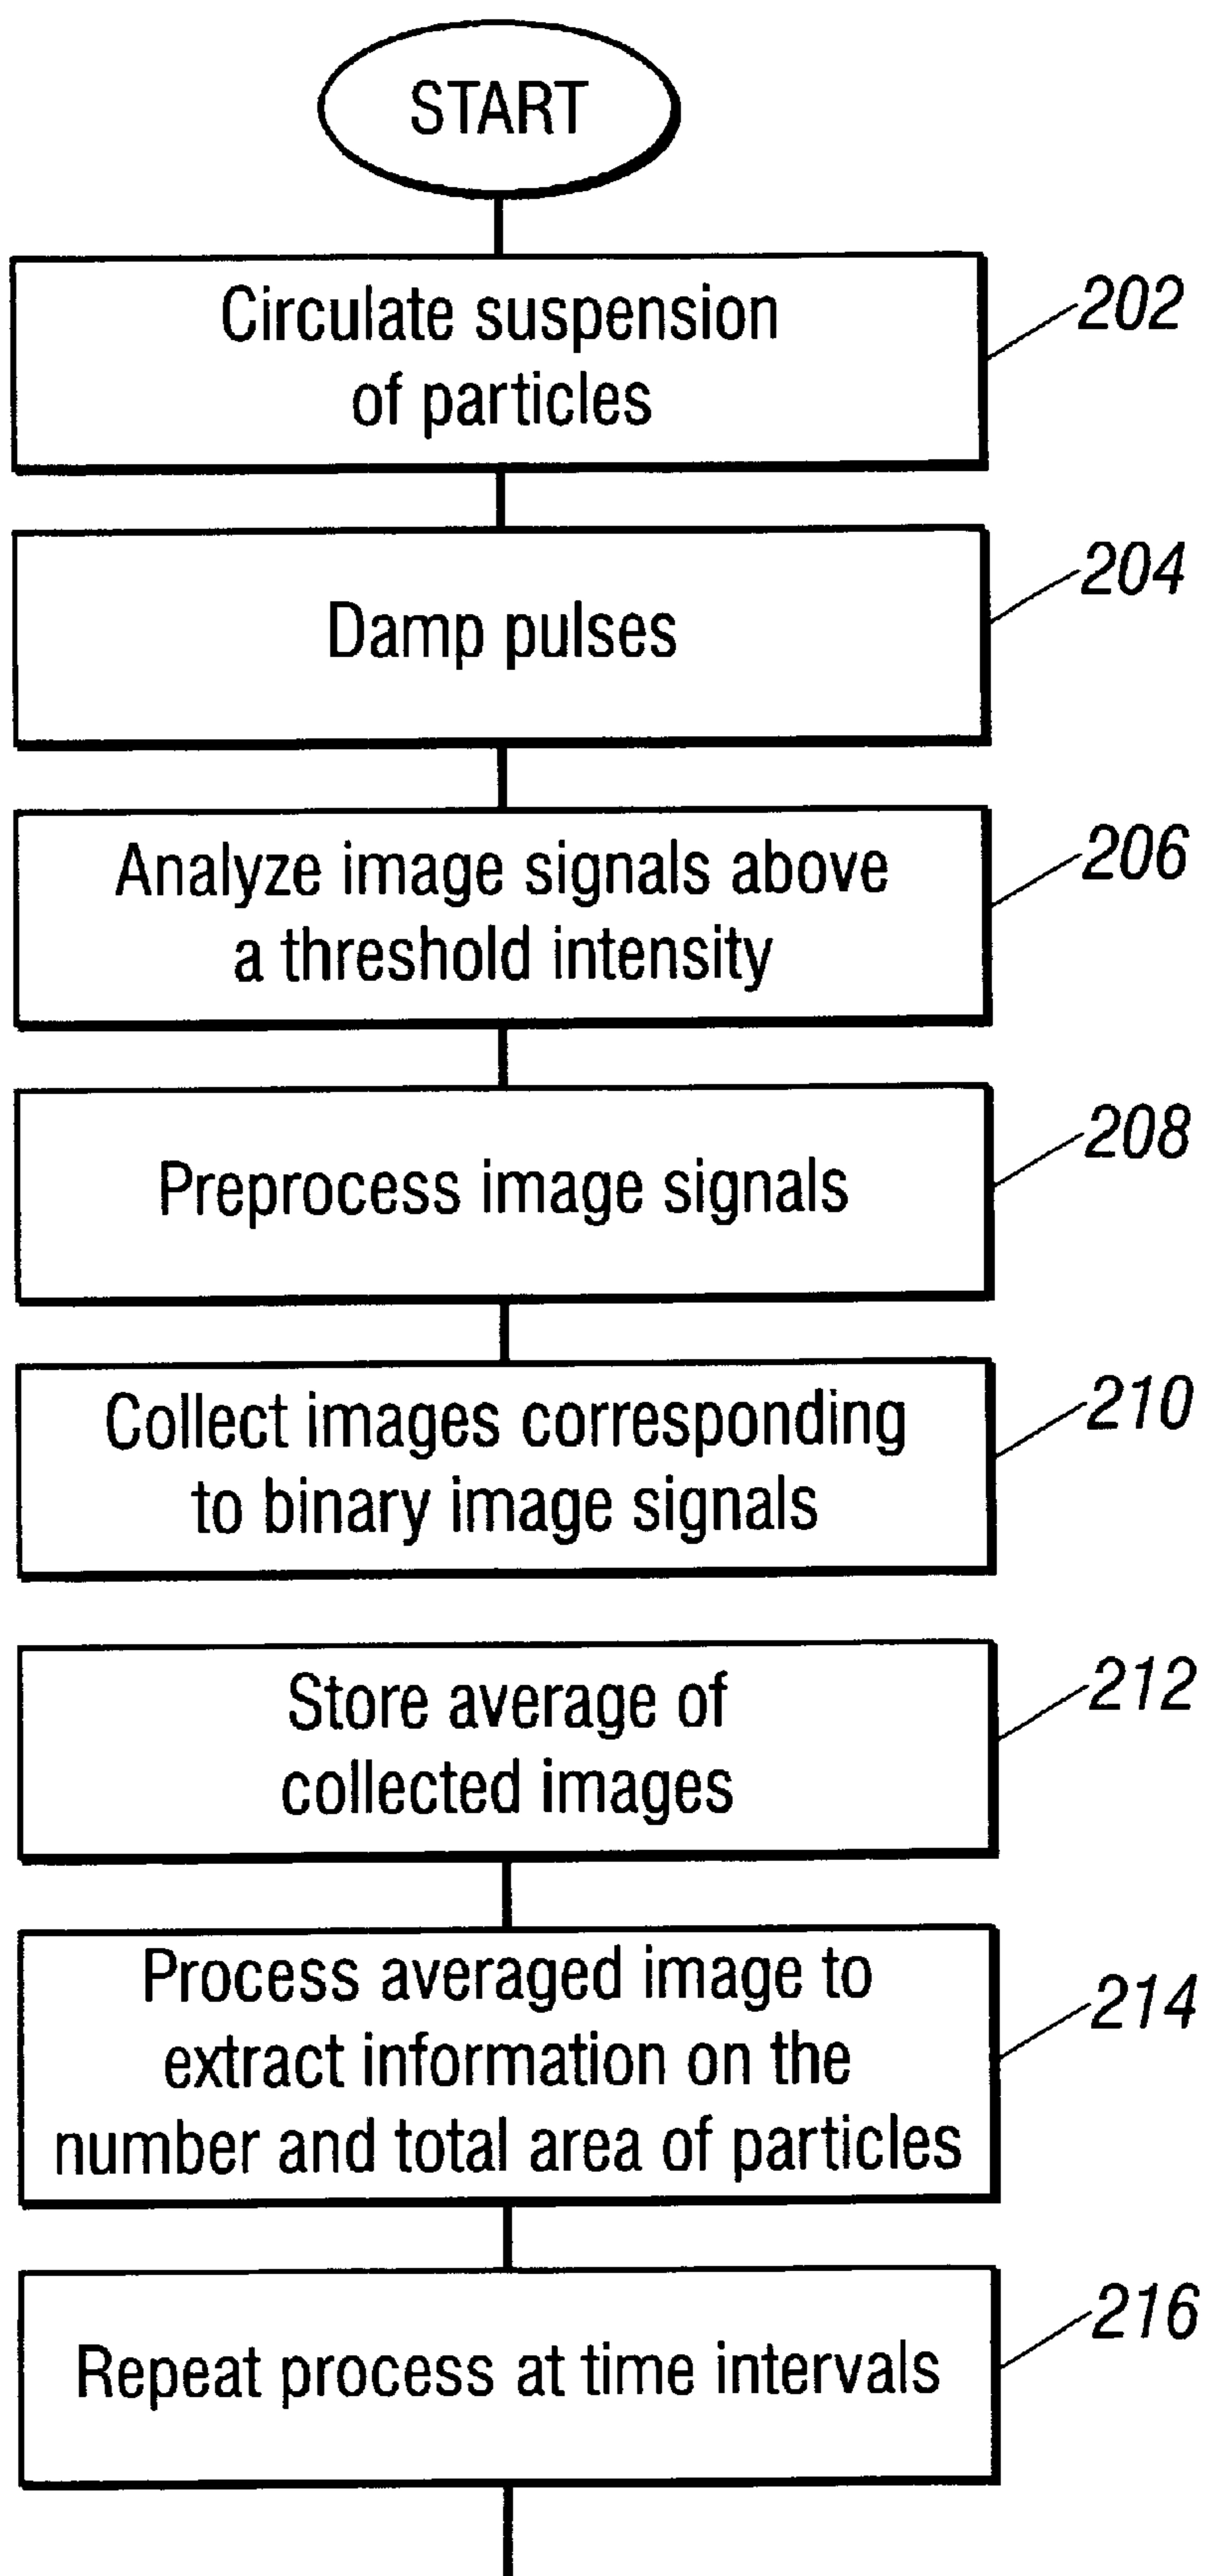 START
Circulate suspension
of particles
202
Damp pulses
204
Analyze image signals above
a threshold intensity
206
Preprocess image signals
208
Collect images corresponding
to binary image signals
210
Store average of
collected images
212
Process averaged image to
extract information on the
number and total area of particles
214
Repeat process at time intervals
216